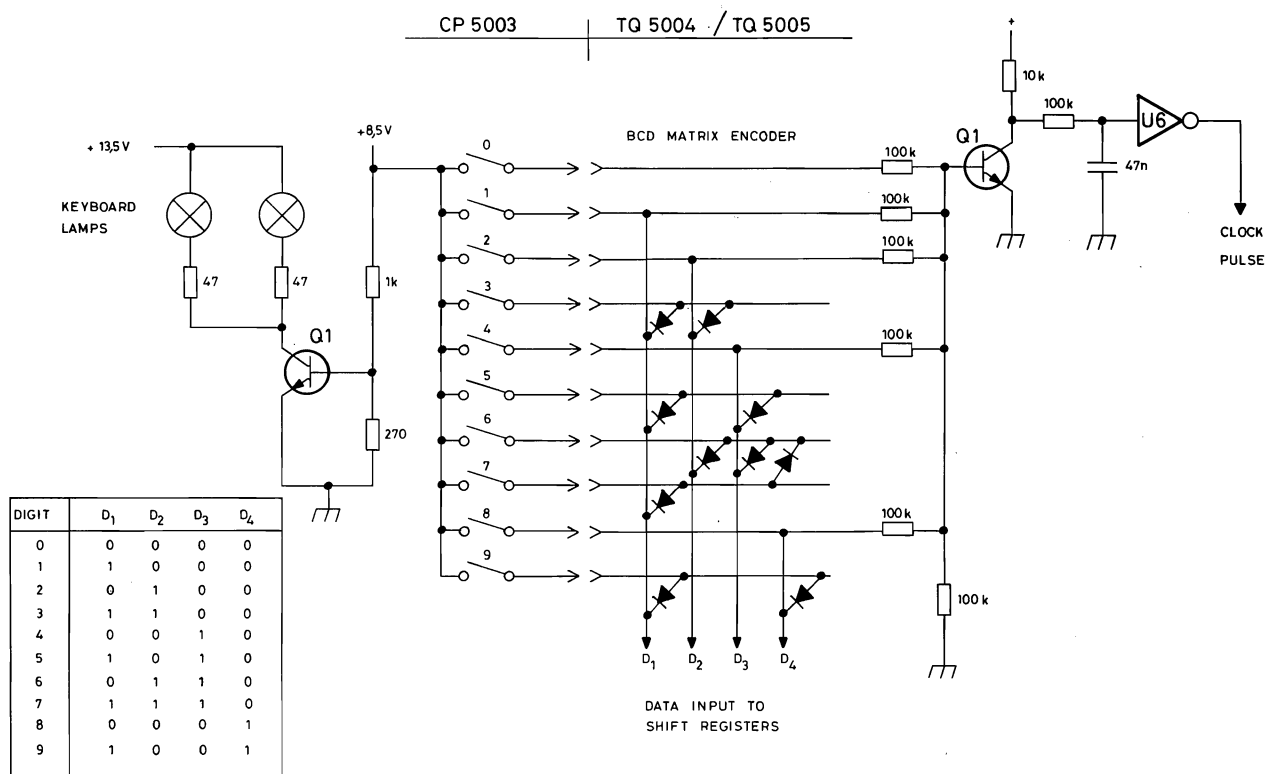 CP 5003 TQ 5004 / TQ 5005
+
10k
100k
U6
Q1
47n
CLOCK
PULSE
+ 13,5V
+8,5V
KEYBOARD
LAMPS
47
47
1k
Q1
270
BCD MATRIX ENCODER
0
100k
1
100k
2
100k
3
4
100k
5
6
7
8
100k
9
100k
D1 D2 D3 D4
DATA INPUT TO
SHIFT REGISTERS
DIGIT D1 D2 D3 D4
0 0 0 0 0
1 1 0 0 0
2 0 1 0 0
3 1 1 0 0
4 0 0 1 0
5 1 0 1 0
6 0 1 1 0
7 1 1 1 0
8 0 0 0 1
9 1 0 0 1